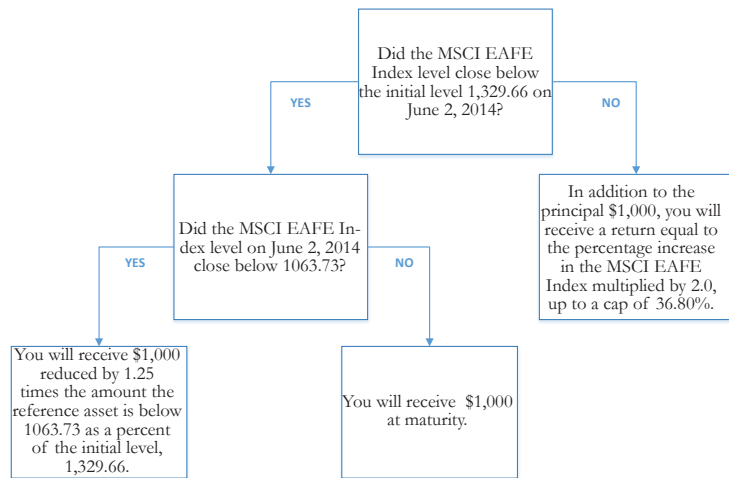 Did the MSCI EAFE
Index level close below
the initial level 1,329.66 on
June 2, 2014?
YES
NO
Did the MSCI EAFE In-
dex level on June 2, 2014
close below 1063.73?
In addition to the
principal $1,000, you will
receive a return equal to
the percentage increase
in the MSCI EAFE
Index multiplied by 2.0,
up to a cap of 36.80%.
YES
NO
You will receive $1,000
reduced by 1.25
times the amount the
reference asset is below
1063.73 as a percent
of the initial level,
1,329.66.
You will receive $1,000
at maturity.